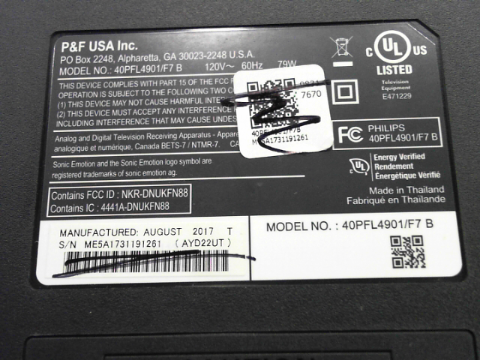 P&F USA Inc.
PO Box 2248, Alpharetta, GA 30023-2248 U.S.A.
MODEL NO.: 40PFL4901/F7 B 120V~ 60Hz 79W
THIS DEVICE COMPLIES WITH PART 15 OF THE FCC
OPERATION IS SUBJECT TO THE FOLLOWING TWO
(1) THIS DEVICE MAY NOT CAUSE HARMFUL INTERFERENCE
(2) THIS DEVICE MUST ACCEPT ANY INTERFERENCE
INCLUDING INTERFERENCE THAT MAY CAUSE
7670
Analog and Digital Television Receiving Apparatus -
analogique et numérique, Canada BETS-7 / NTMR-7.
Sonic Emotion and the Sonic Emotion logo symbol are
registered trademarks of sonic emotion ag.
Contains FCC ID : NKR-DNUKFN88
Contains IC : 4441A-DNUKFN88
MANUFACTURED: AUGUST 2017 T
S/N ME5A1731191261 (AYD22UT)
C UL US
LISTED
Television
Equipment
E471229
FC PHILIPS
40PFL4901/F7 B
C UL US
Energy Verified
Rendement
Énergétique Vérifié
Made in Thailand
Fabriqué en Thaïlande
MODEL NO. : 40PFL4901/F7 B